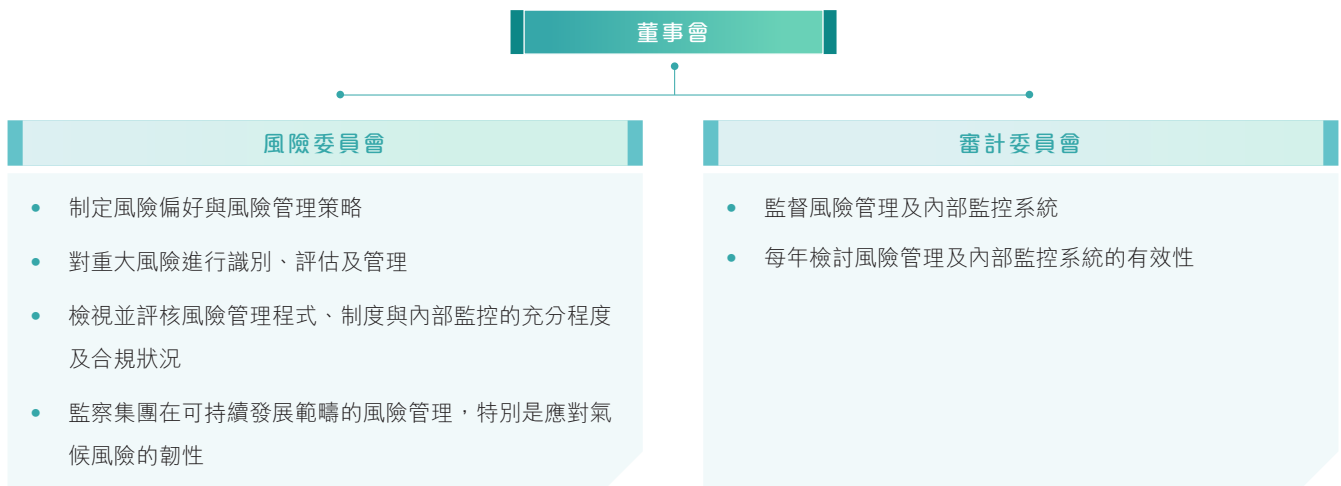 董事會
風險委員會
• 制定風險偏好與風險管理策略
• 對重大風險進行識別、評估及管理
• 檢視並評核風險管理程式、制度與內部監控的充分程度
及合規狀況
• 監察集團在可持續發展範疇的風險管理，特別是應對氣
候風險的韌性
審計委員會
• 監督風險管理及內部監控系統
• 每年檢討風險管理及內部監控系統的有效性